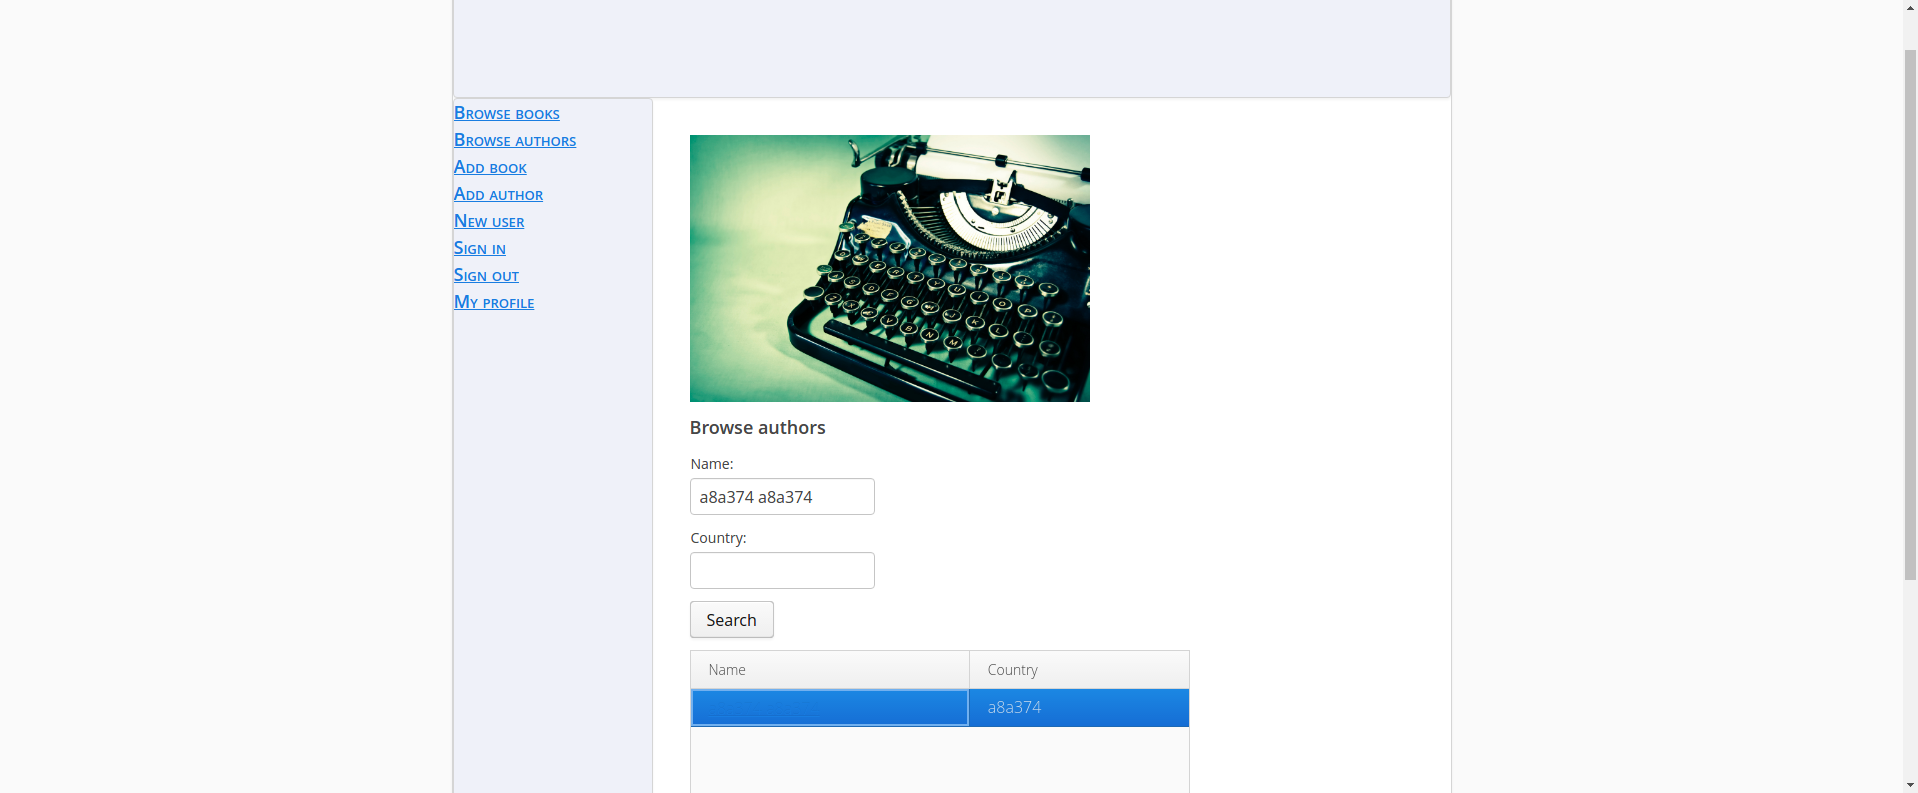 Browse books
Browse authors
Add book
Add author
New user
Sign in
Sign out
My profile
Browse authors
Name:
a8a374 a8a374
Country:
Search
Name Country
a8a374